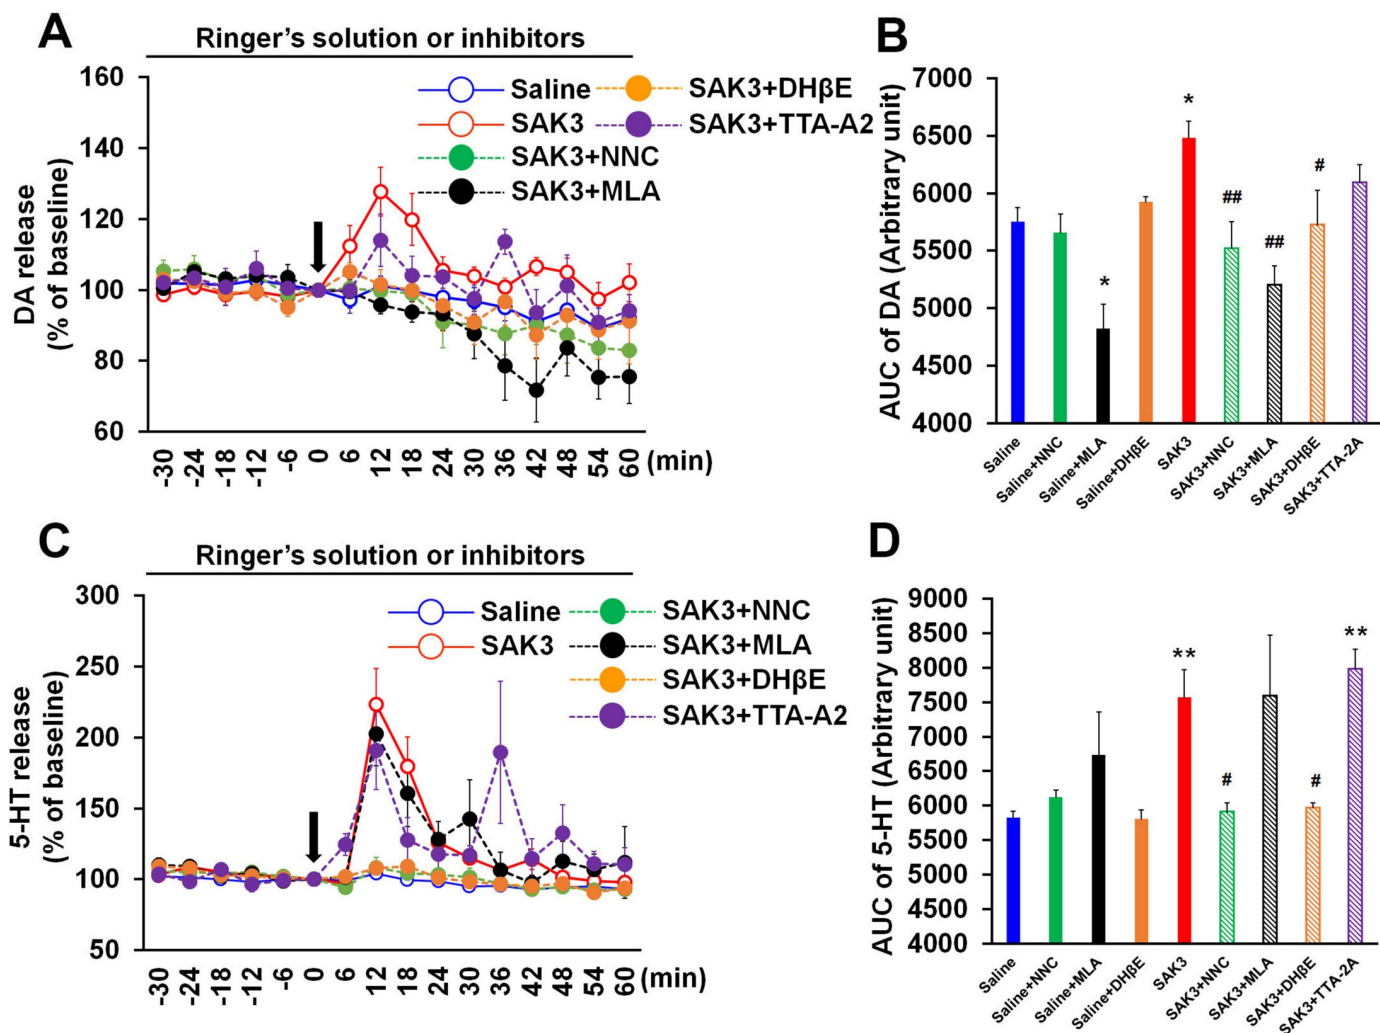 A
Ringer’s solution or inhibitors
DA release
(% of baseline)
160
140
120
100
80
60
Saline
SAK3
SAK3+NNC
SAK3+MLA
SAK3+DHβE
SAK3+TTA-A2
-30 -24 -18 -12 -6 0 6 12 18 24 30 36 42 48 54 60 (min)
B
AUC of DA (Arbitrary unit)
7000
6500
6000
5500
5000
4500
4000
*
*
##
##
#
Saline
Saline+NNC
Saline+MLA
Saline+DHβE
SAK3
SAK3+NNC
SAK3+MLA
SAK3+DHβE
SAK3+TTA-2A
C
Ringer’s solution or inhibitors
5-HT release
(% of baseline)
300
250
200
150
100
50
Saline
SAK3
SAK3+NNC
SAK3+MLA
SAK3+DHβE
SAK3+TTA-A2
-30 -24 -18 -12 -6 0 6 12 18 24 30 36 42 48 54 60 (min)
D
AUC of 5-HT (Arbitrary unit)
9000
8500
8000
7500
7000
6500
6000
5500
5000
4500
4000
**
#
#
**
Saline
Saline+NNC
Saline+MLA
Saline+DHβE
SAK3
SAK3+NNC
SAK3+MLA
SAK3+DHβE
SAK3+TTA-2A